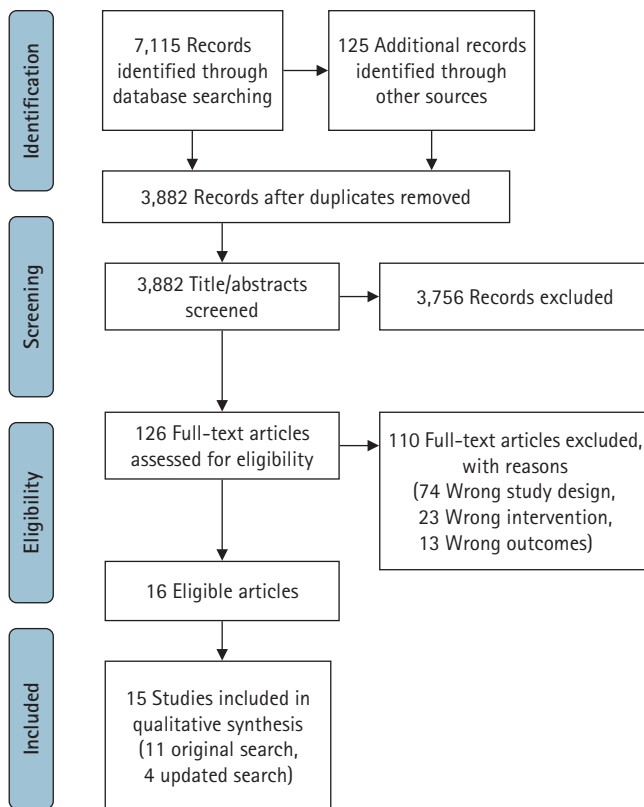 Identification
7,115 Records
identified through
database searching
125 Additional records
identified through
other sources
3,882 Records after duplicates removed
Screening
3,882 Title/abstracts
screened
3,756 Records excluded
Eligibility
126 Full-text articles
assessed for eligibility
110 Full-text articles excluded,
with reasons
(74 Wrong study design,
23 Wrong intervention,
13 Wrong outcomes)
16 Eligible articles
Included
15 Studies included in
qualitative synthesis
(11 original search,
4 updated search)